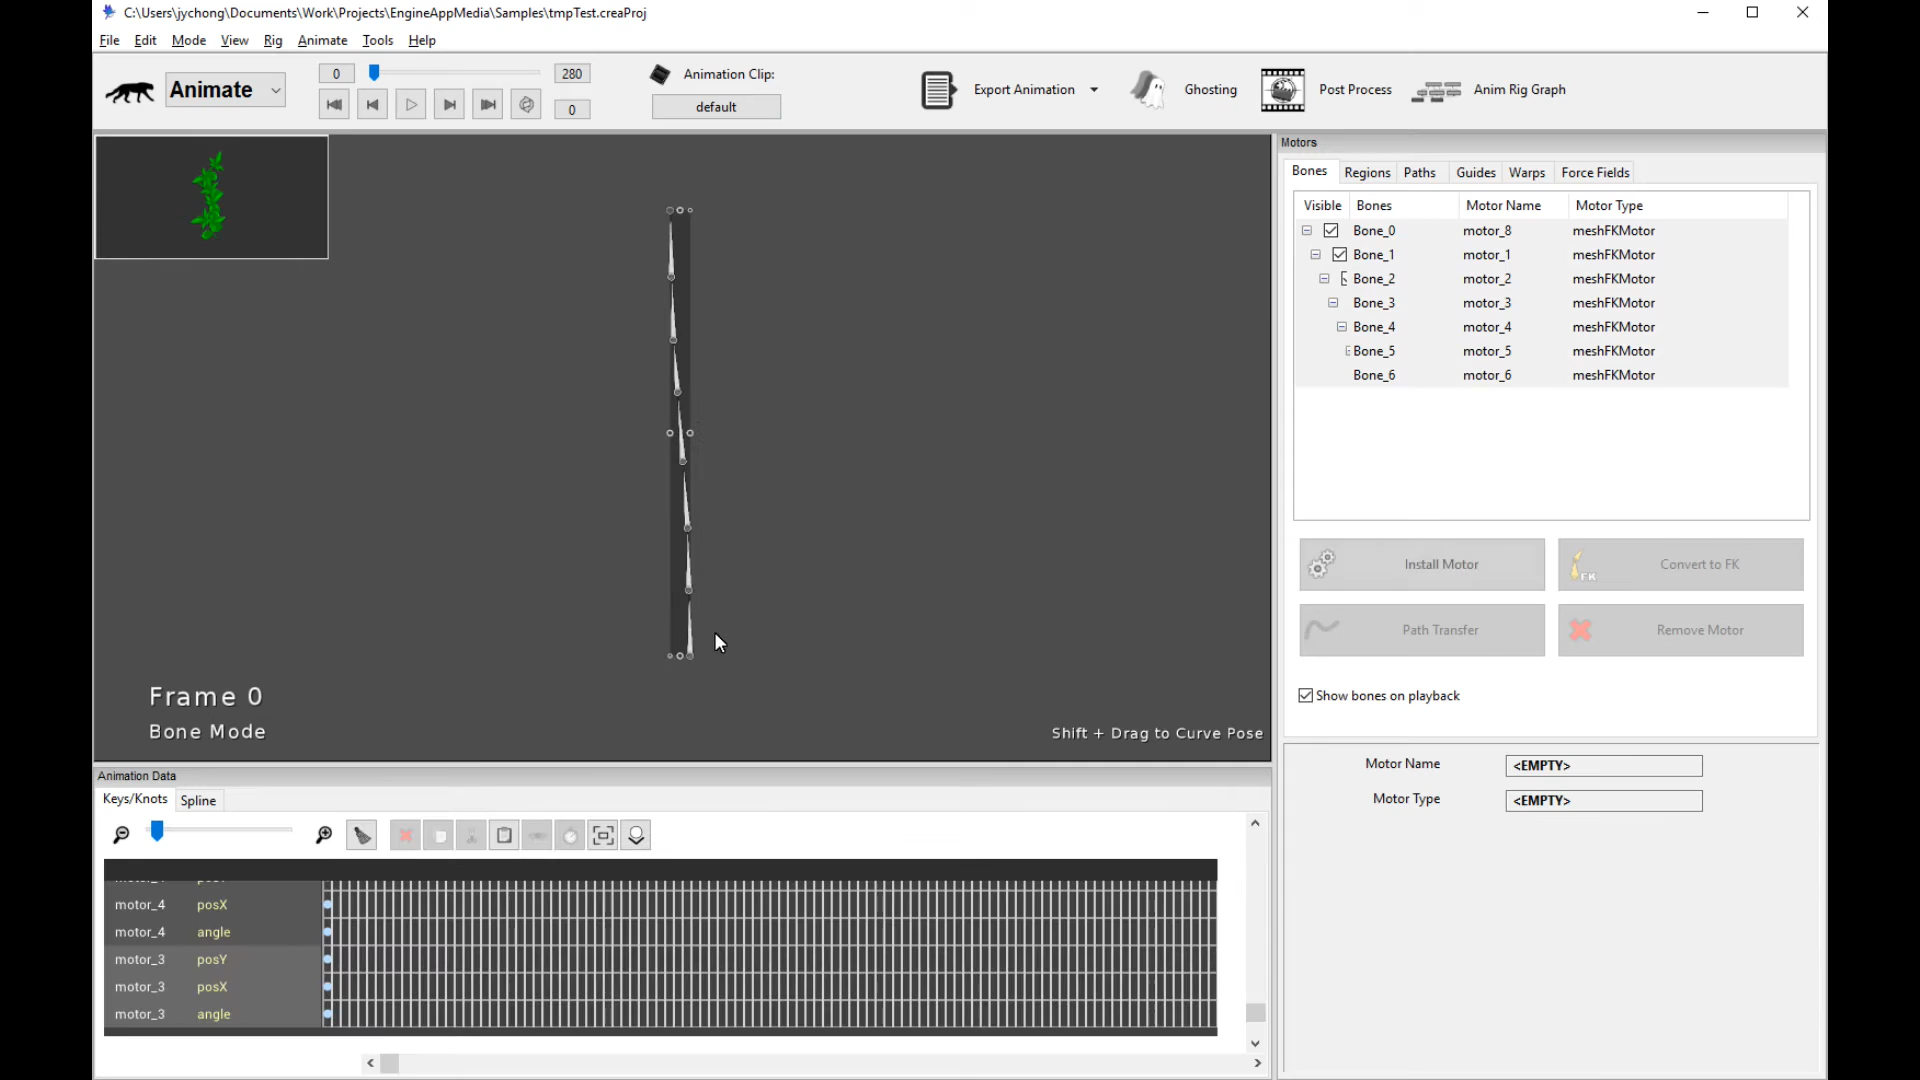 C:\Users\jychong\Documents\Work\Projects\EngineAppMedia\Samples\tmpTest.creaProj
File Edit Mode View Rig Animate Tools Help
Animate
0
280
0
Animation Clip:
default
Export Animation
Ghosting
Post Process
Anim Rig Graph
Frame 0
Bone Mode
Shift + Drag to Curve Pose
Motors
Bones Regions Paths Guides Warps Force Fields
Visible Bones Motor Name Motor Type
Bone_0 motor_8 meshFKMotor
Bone_1 motor_1 meshFKMotor
Bone_2 motor_2 meshFKMotor
Bone_3 motor_3 meshFKMotor
Bone_4 motor_4 meshFKMotor
Bone_5 motor_5 meshFKMotor
Bone_6 motor_6 meshFKMotor
Install Motor
FK Convert to FK
Path Transfer
Remove Motor
Show bones on playback
Motor Name <EMPTY>
Motor Type <EMPTY>
Animation Data
Keys/Knots Spline
motor_4 posX
motor_4 angle
motor_3 posY
motor_3 posX
motor_3 angle